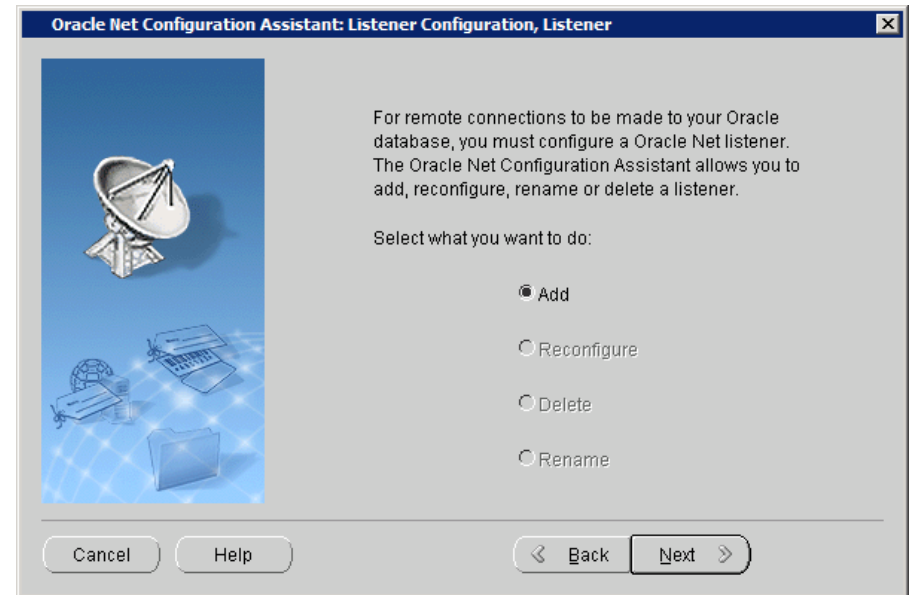 Oracle Net Configuration Assistant: Listener Configuration, Listener
For remote connections to be made to your Oracle
database, you must configure a Oracle Net listener.
The Oracle Net Configuration Assistant allows you to
add, reconfigure, rename or delete a listener.
Select what you want to do:
Add
Reconfigure
Delete
Rename
Cancel
Help
Back
Next